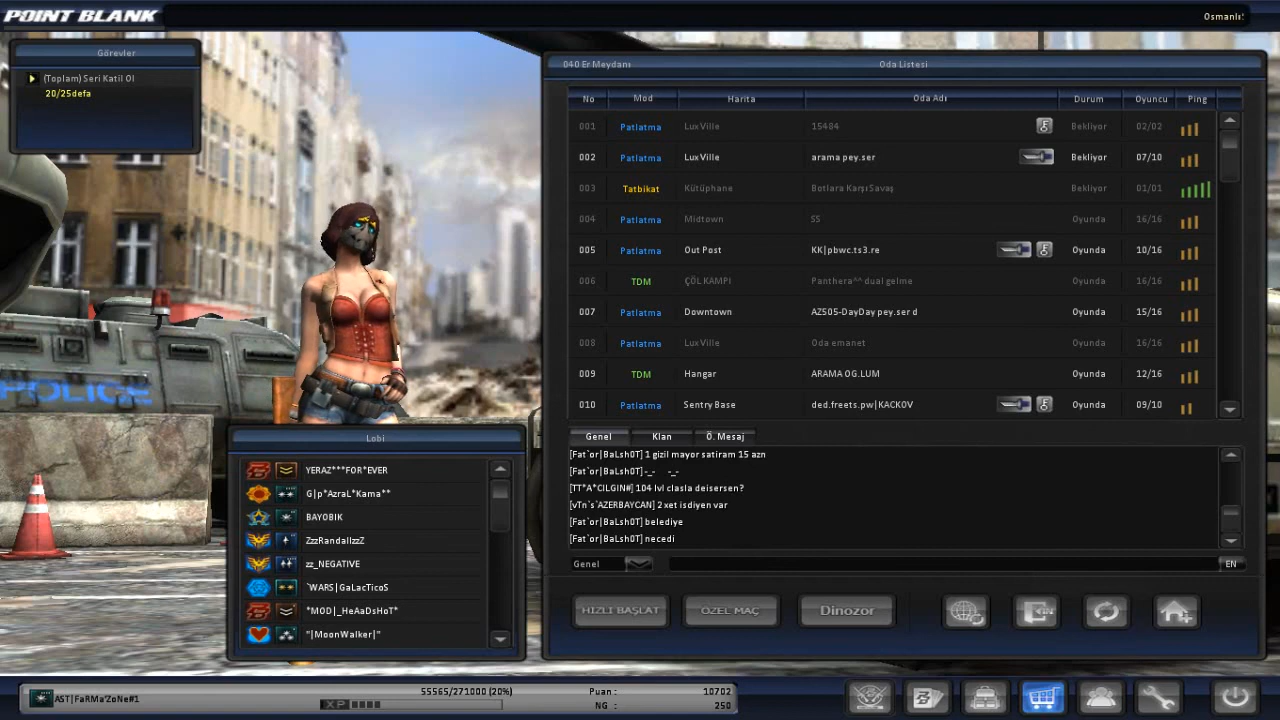 POINT BLANK
Osmanlı!
Görevler
(Toplam) Seri Katil Ol
20/25defa
040 Er Meydanı
Oda Listesi
No Mod Harita Oda Adı Durum Oyuncu Ping
001 Patlatma LuxVille 15484 Bekliyor 02/02
002 Patlatma LuxVille arama pey.ser Bekliyor 07/10
003 Tatbikat Kütüphane Botlara Karşı Savaş Bekliyor 01/01
004 Patlatma Midtown S5 Oyunda 16/16
005 Patlatma Out Post KK|pbwc.ts3.re Oyunda 10/16
006 TDM ÇÖL KAMPI Panthera^^ dual gelme Oyunda 16/16
007 Patlatma Downtown AZ505-DayDay pey.ser d Oyunda 15/16
008 Patlatma LuxVille Oda emanet Oyunda 16/16
009 TDM Hangar ARAMA OG.LUM Oyunda 12/16
010 Patlatma Sentry Base ded.freets.pw|KACKOV Oyunda 09/10
Genel Klan Ö. Mesaj
[Fat`or|BaLsh0T] 1 gizil mayor satiram 15 azn
[Fat`or|BaLsh0T] -_- -_-
[TT*A*CILGIN#] 104 lvl clasla deisersen?
[vTn`s`AZERBAYCAN] 2 xet isdiyen var
[Fat`or|BaLsh0T] belediye
[Fat`or|BaLsh0T] necedi
Genel EN
HIZLI BAŞLAT ÖZEL MAÇ Dinozor
Lobi
YERAZ***FOR*EVER
G|p*AzraL*Kama**
BAYOBIK
ZzzRandallzzZ
zz_NEGATIVE
`WARS|GaLacTicoS
*MOD|_HeAaDsHoT*
"|MoonWalker|"
POLICE
AST|FaRMa'ZoNe#1
55565/271000 (20%)
XP
Puan : 10702
NG : 250